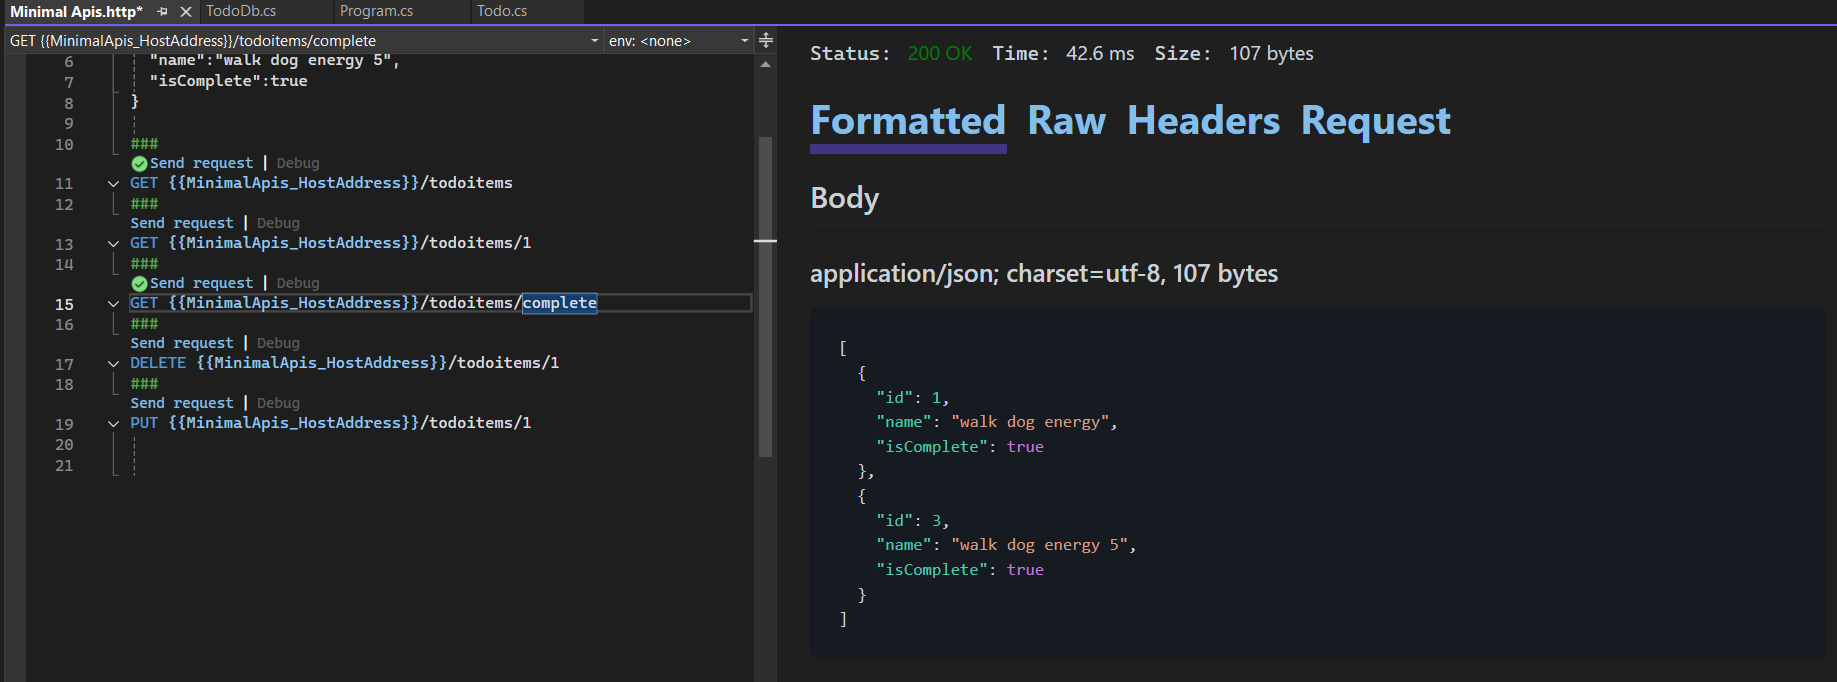 Minimal Apis.http*
TodoDb.cs
Program.cs
Todo.cs
GET {{MinimalApis_HostAddress}}/todoitems/complete
env: <none>
6 "name":"walk dog energy 5",
7 "isComplete":true
8 }
9
10 ###
Send request | Debug
11 GET {{MinimalApis_HostAddress}}/todoitems
12 ###
Send request | Debug
13 GET {{MinimalApis_HostAddress}}/todoitems/1
14 ###
Send request | Debug
15 GET {{MinimalApis_HostAddress}}/todoitems/complete
16 ###
Send request | Debug
17 DELETE {{MinimalApis_HostAddress}}/todoitems/1
18 ###
Send request | Debug
19 PUT {{MinimalApis_HostAddress}}/todoitems/1
20
21
Status: 200 OK Time: 42.6 ms Size: 107 bytes
Formatted Raw Headers Request
Body
application/json; charset=utf-8, 107 bytes
[
{
"id": 1,
"name": "walk dog energy",
"isComplete": true
},
{
"id": 3,
"name": "walk dog energy 5",
"isComplete": true
}
]